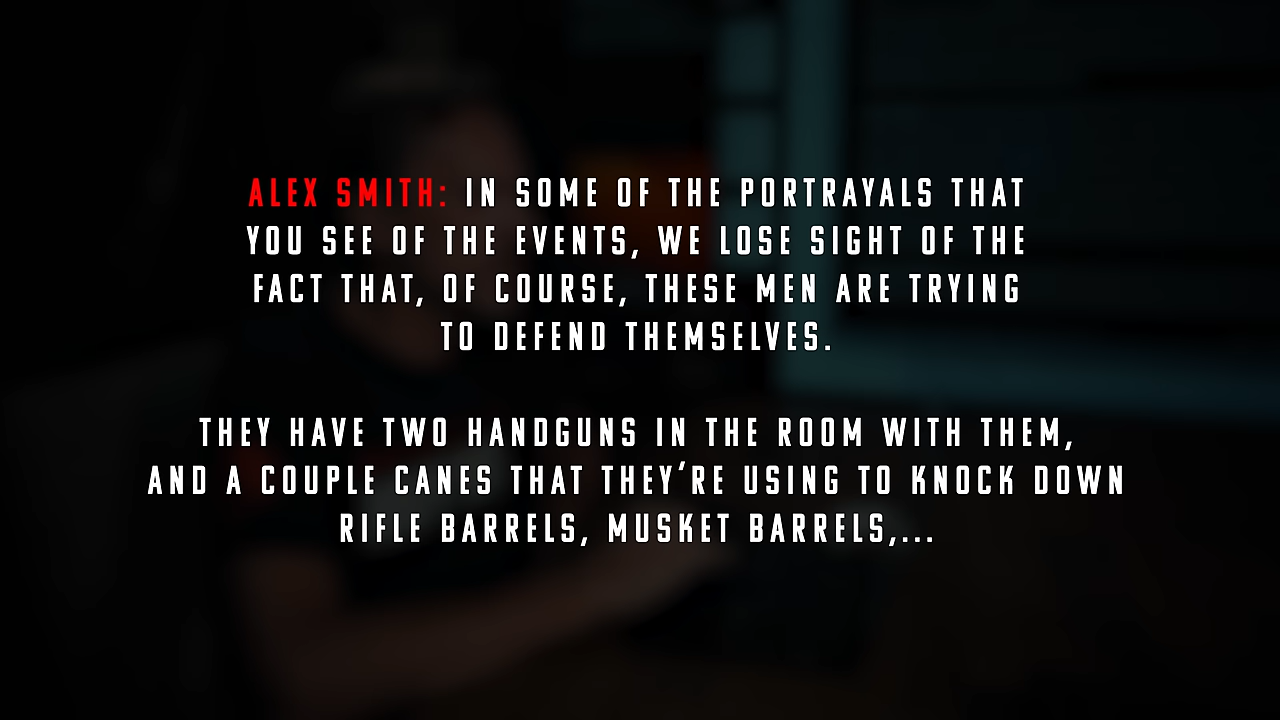 ALEX SMITH: IN SOME OF THE PORTRAYALS THAT
YOU SEE OF THE EVENTS, WE LOSE SIGHT OF THE
FACT THAT, OF COURSE, THESE MEN ARE TRYING
TO DEFEND THEMSELVES.
THEY HAVE TWO HANDGUNS IN THE ROOM WITH THEM,
AND A COUPLE CANES THAT THEY'RE USING TO KNOCK DOWN
RIFLE BARRELS, MUSKET BARRELS,...